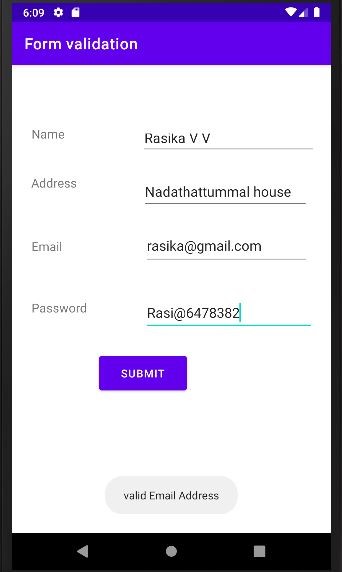 6:09
Form validation
Name
Rasika V V
Address
Nadathattummal house
Email
rasika@gmail.com
Password
Rasi@6478382
SUBMIT
valid Email Address